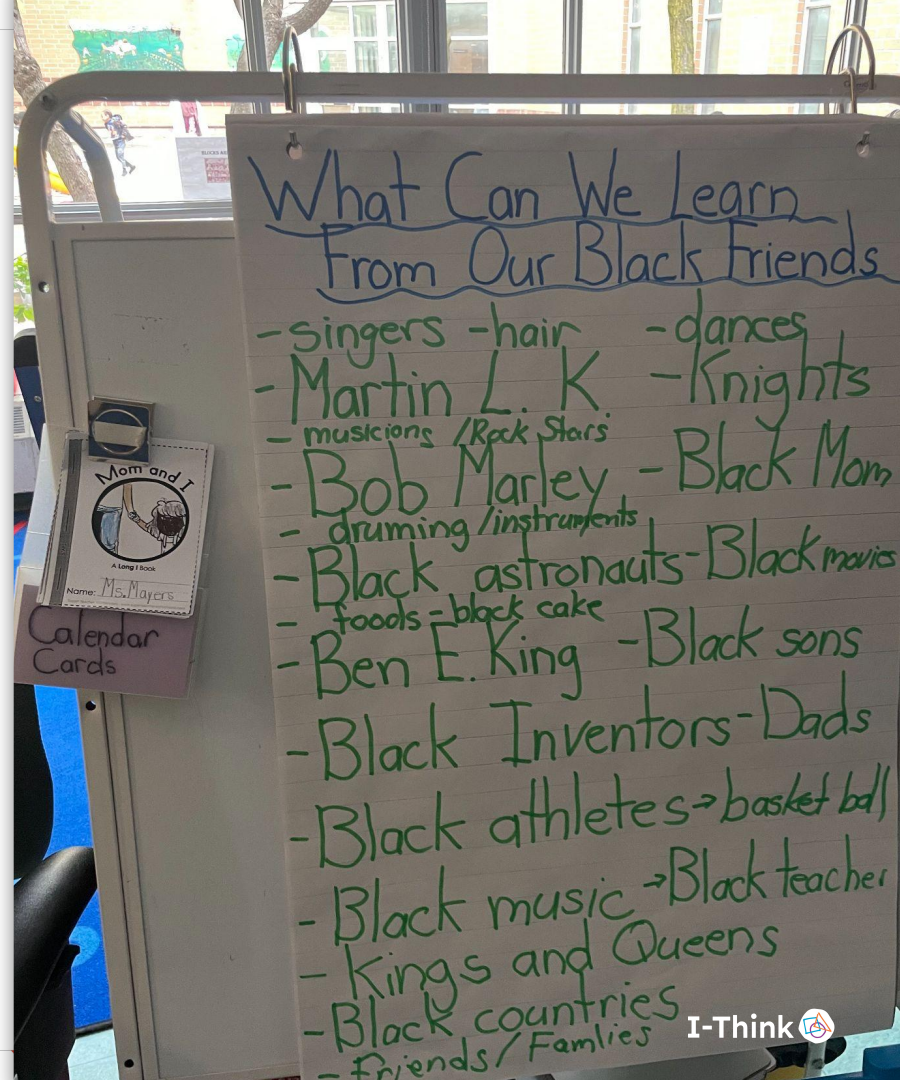 What Can We Learn
From Our Black Friends
-singers -hair -dances
-Martin L. K -Knights
- musicions /Rock Stars
-Bob Marley -Black Mom
- druming /instruments
-Black astronauts -Black movies
- foods -black cake
-Ben E. King -Black sons
-Black Inventors -Dads
-Black athletes → basket ball
-Black music → Black teacher
- Kings and Queens
-Black countries
-Friends / Famlies
Mom and I
A Long I Book
Name: Ms. Mayers
Calendar
Cards
I-Think